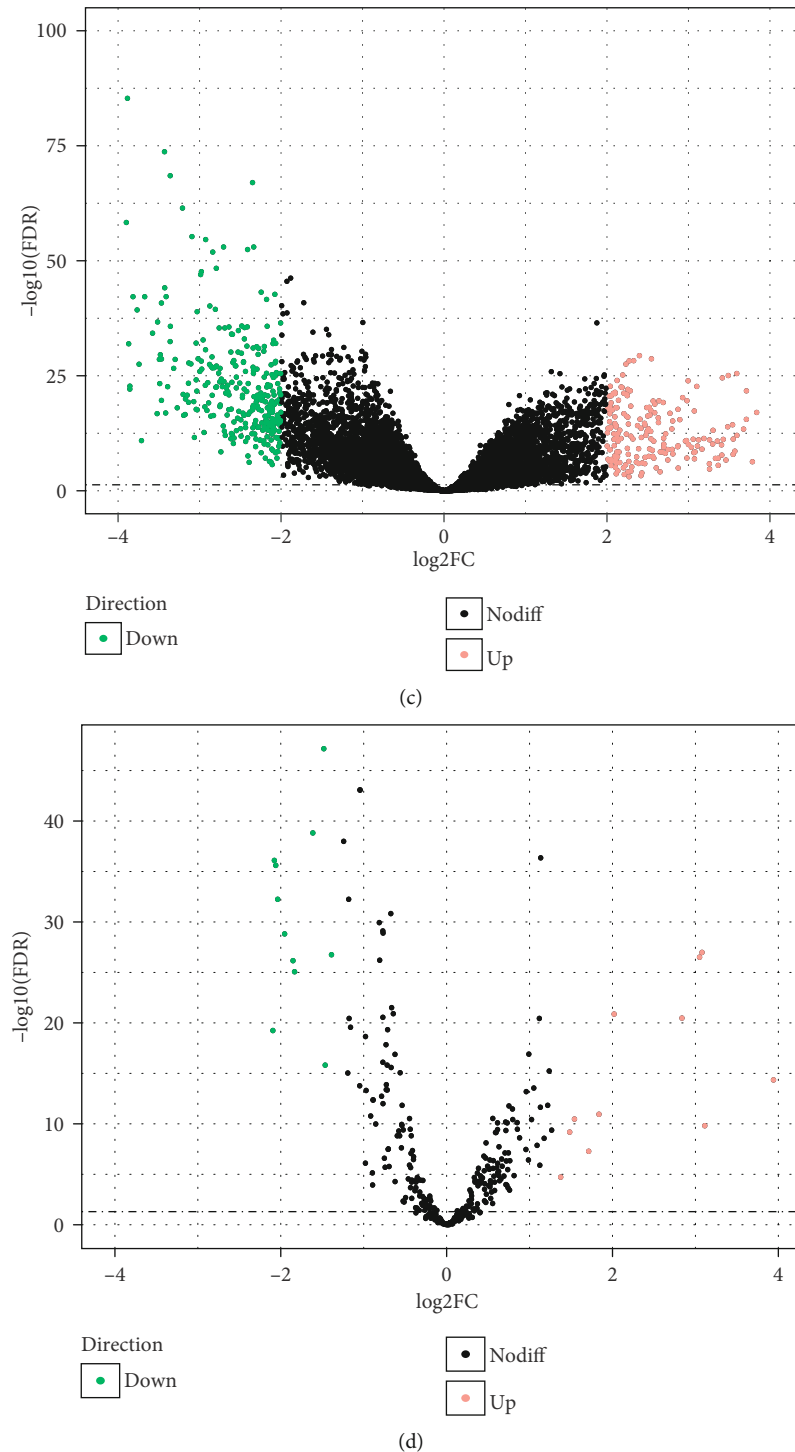 100
75
50
25
0
−log10(FDR)
−4 −2 0 2 4
log2FC
Direction
Down
Nodiff
Up
(c)
40
30
20
10
0
−log10(FDR)
−4 −2 0 2 4
log2FC
Direction
Down
Nodiff
Up
(d)